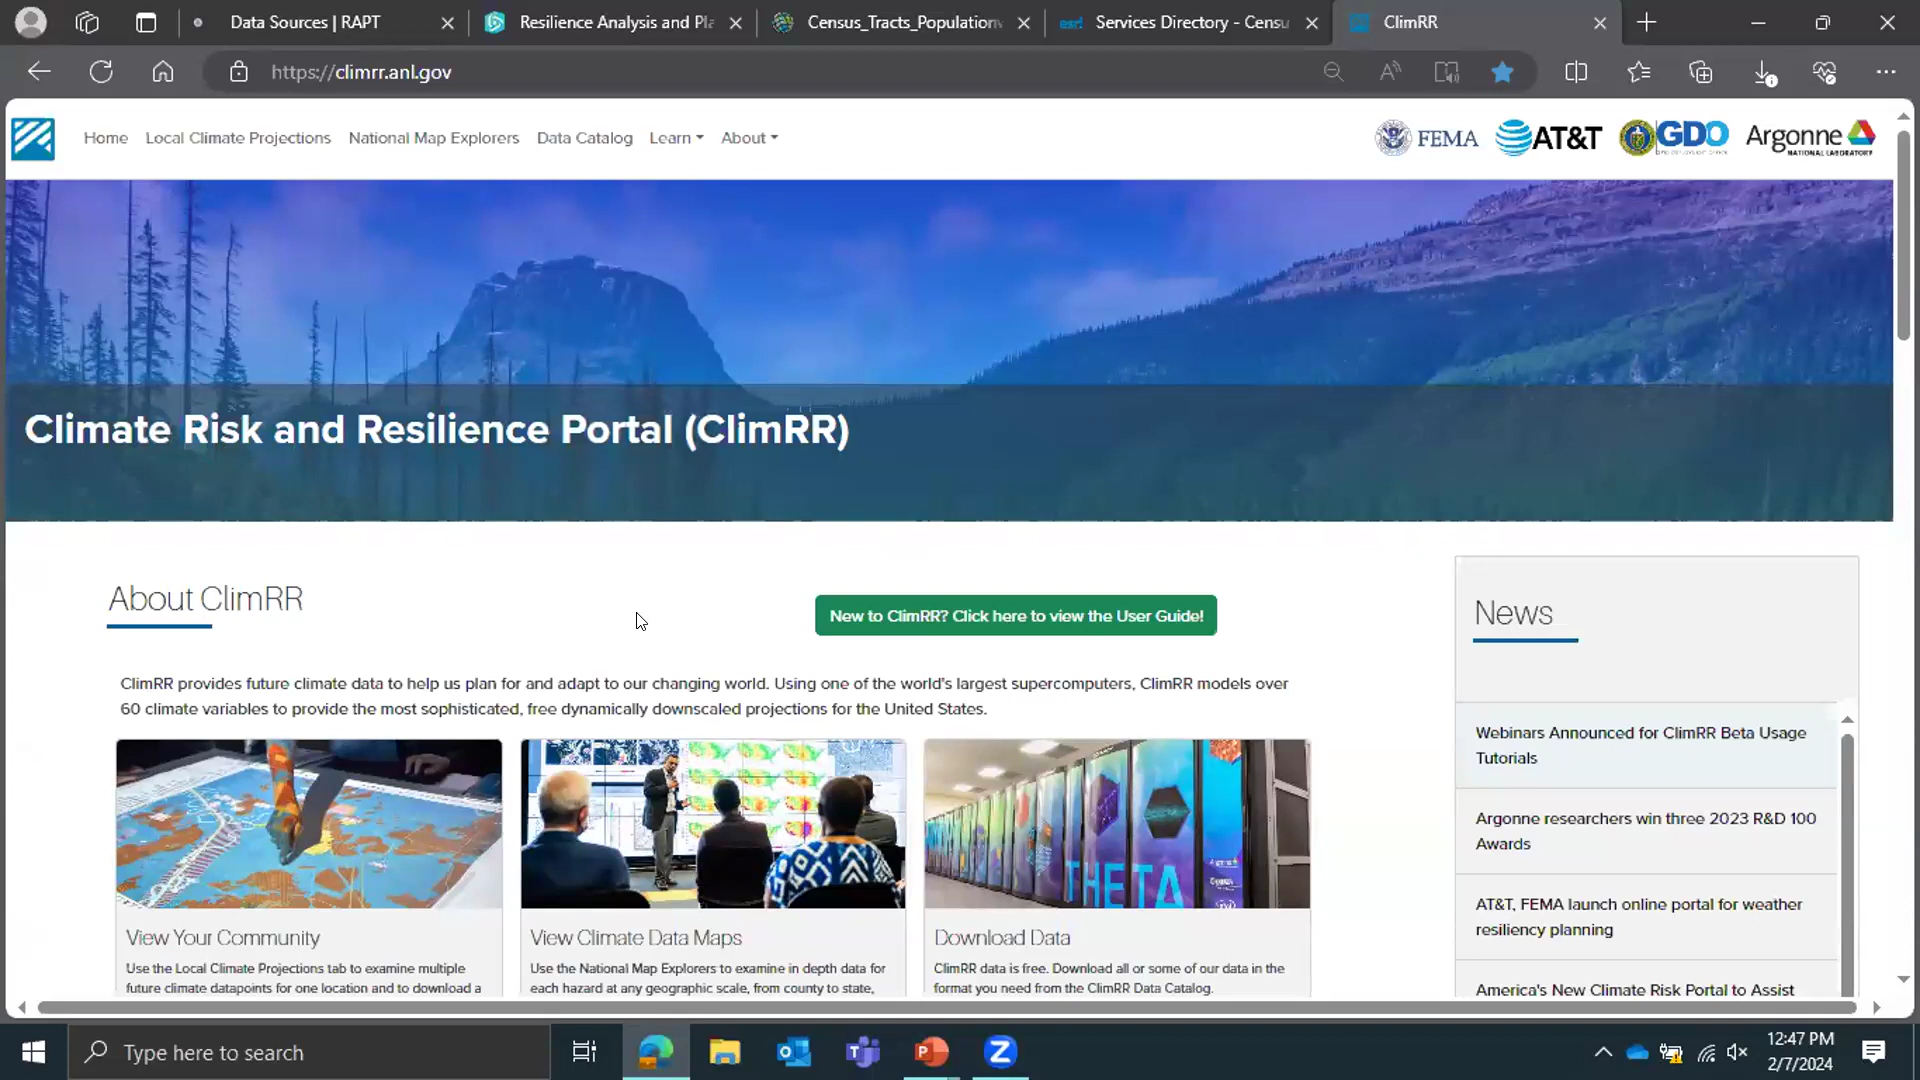 Data Sources | RAPT
Resilience Analysis and Pla
Census_Tracts_Population
esri
Services Directory - Censu
ClimRR
https://climrr.anl.gov
Home
Local Climate Projections
National Map Explorers
Data Catalog
Learn
About
FEMA
AT&T
GDO
Argonne
NATIONAL LABORATORY
Climate Risk and Resilience Portal (ClimRR)
About ClimRR
New to ClimRR? Click here to view the User Guide!
ClimRR provides future climate data to help us plan for and adapt to our changing world. Using one of the world's largest supercomputers, ClimRR models over
60 climate variables to provide the most sophisticated, free dynamically downscaled projections for the United States.
THETA
View Your Community
Use the Local Climate Projections tab to examine multiple
future climate datapoints for one location and to download a
View Climate Data Maps
Use the National Map Explorers to examine in depth data for
each hazard at any geographic scale, from county to state,
Download Data
ClimRR data is free. Download all or some of our data in the
format you need from the ClimRR Data Catalog.
News
Webinars Announced for ClimRR Beta Usage
Tutorials
Argonne researchers win three 2023 R&D 100
Awards
AT&T, FEMA launch online portal for weather
resiliency planning
America's New Climate Risk Portal to Assist
Type here to search
12:47 PM
2/7/2024